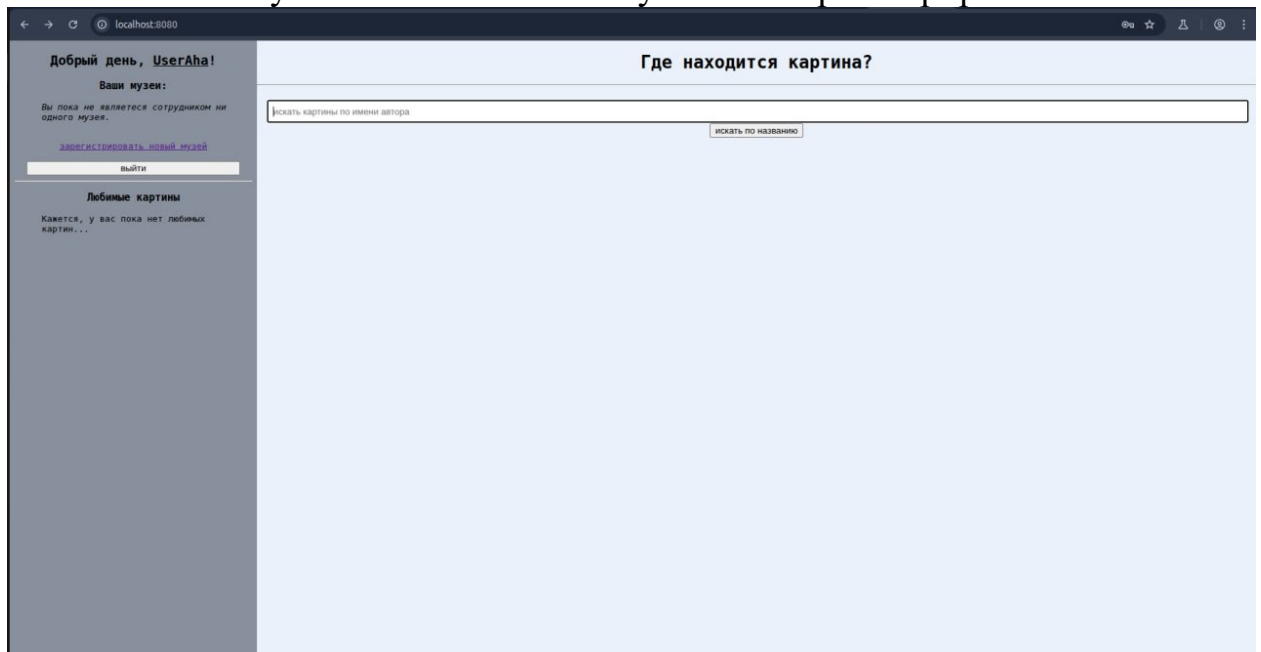 localhost:8080
Добрый день, UserAha!
Ваши музеи:
Вы пока не являетеся сотрудником ни
одного музея.
зарегистрировать новый музей
выйти
Любимые картины
Кажется, у вас пока нет любимых
картин...
Где находится картина?
искать картины по имени автора
искать по названию